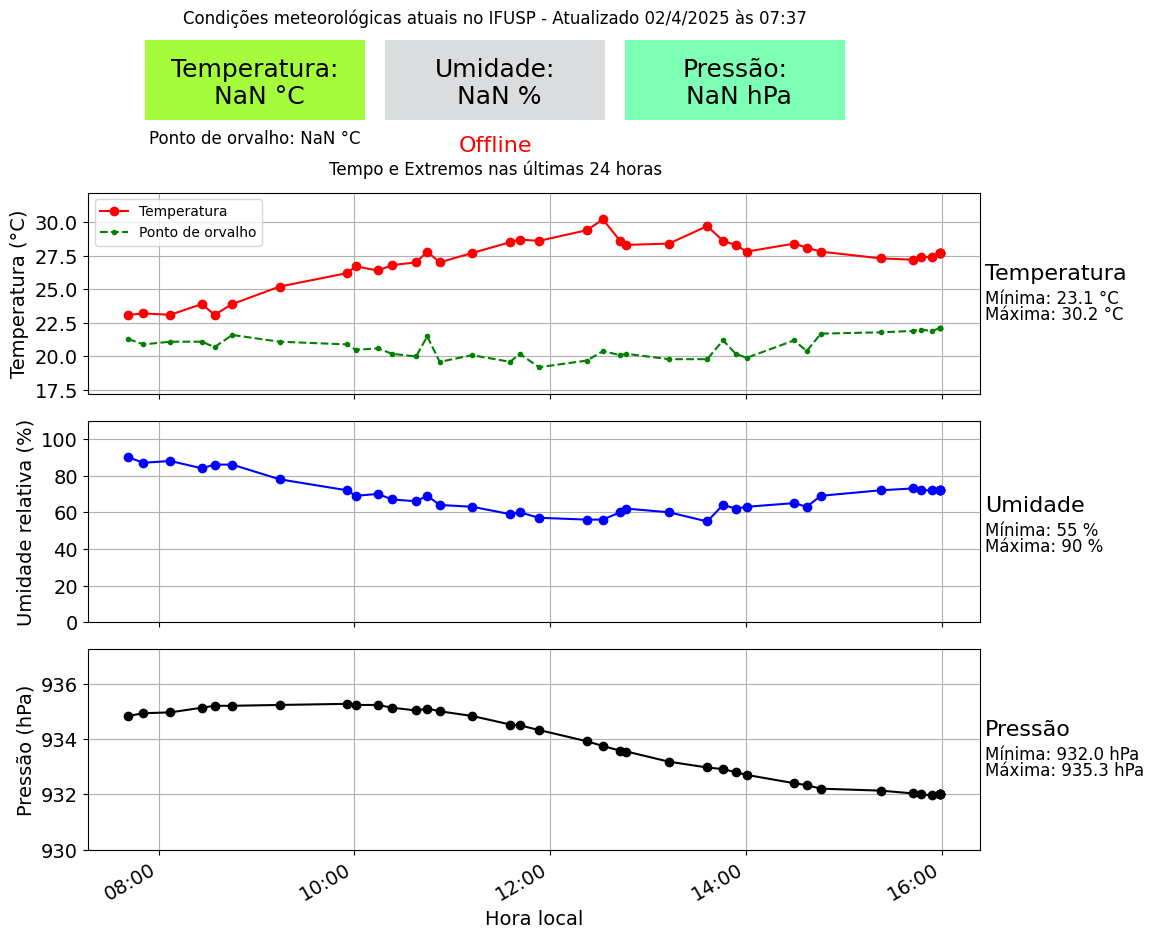 Condições meteorológicas atuais no IFUSP - Atualizado 02/4/2025 às 07:37
Temperatura:
NaN °C
Umidade:
NaN %
Pressão:
NaN hPa
Ponto de orvalho: NaN °C
Offline
Tempo e Extremos nas últimas 24 horas
Temperatura (°C)
30.0
27.5
25.0
22.5
20.0
17.5
Temperatura
Ponto de orvalho
Temperatura
Mínima: 23.1 °C
Máxima: 30.2 °C
Umidade relativa (%)
100
80
60
40
20
0
Umidade
Mínima: 55 %
Máxima: 90 %
Pressão (hPa)
936
934
932
930
Pressão
Mínima: 932.0 hPa
Máxima: 935.3 hPa
08:00
10:00
12:00
14:00
16:00
Hora local